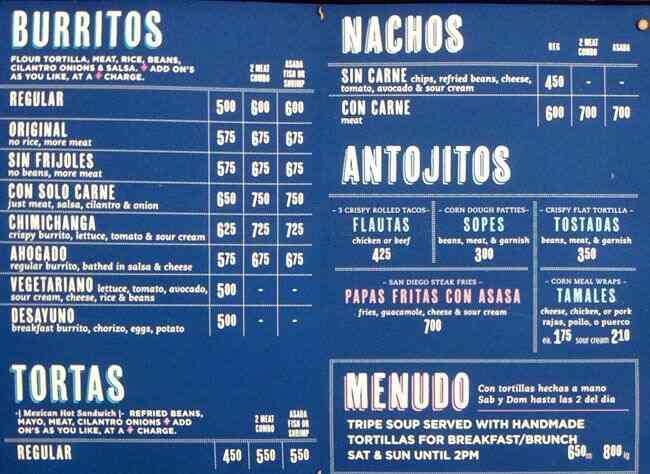 BURRITOS
FLOUR TORTILLA, MEAT, RICE, BEANS,
CILANTRO ONIONS & SALSA. + ADD ON'S
AS YOU LIKE, AT A + CHARGE.
2 MEAT COMBO
ASADA FISH OR SHRIMP
REGULAR 500 600 600
ORIGINAL 575 675 675
no rice, more meat
SIN FRIJOLES 575 675 675
no beans, more meat
CON SOLO CARNE 650 750 750
just meat, salsa, cilantro & onion
CHIMICHANGA 625 725 725
crispy burrito, lettuce, tomato & sour cream
AHOGADO 575 675 675
regular burrito, bathed in salsa & cheese
VEGETARIANO lettuce, tomato, avocado, 500 - -
sour cream, cheese, rice & beans
DESAYUNO 500 - -
breakfast burrito, chorizo, eggs, potato
TORTAS
-| Mexican Hot Sandwich |- REFRIED BEANS,
MAYO, MEAT, CILANTRO ONIONS + ADD
ON'S AS YOU LIKE, AT A + CHARGE.
2 MEAT COMBO
ASADA FISH OR SHRIMP
REGULAR 450 550 550
NACHOS
REG 2 MEAT COMBO ASADA
SIN CARNE chips, refried beans, cheese, 450 - -
tomato, avocado & sour cream
CON CARNE 600 700 700
meat
ANTOJITOS
- 3 CRISPY ROLLED TACOS -
FLAUTAS
chicken or beef
425
- CORN DOUGH PATTIES -
SOPES
beans, meat, & garnish
300
- CRISPY FLAT TORTILLA -
TOSTADAS
beans, meat, & garnish
350
- SAN DIEGO STEAK FRIES -
PAPAS FRITAS CON ASASA
fries, guacamole, cheese & sour cream
700
- CORN MEAL WRAPS -
TAMALES
cheese, chicken, or pork
rajas, pollo, o puerco
ea. 175 sour cream 210
MENUDO
Con tortillas hechas a mano
Sab y Dom hasta las 2 del dia
TRIPE SOUP SERVED WITH HANDMADE
TORTILLAS FOR BREAKFAST/BRUNCH
SAT & SUN UNTIL 2PM 650 m 800 lg